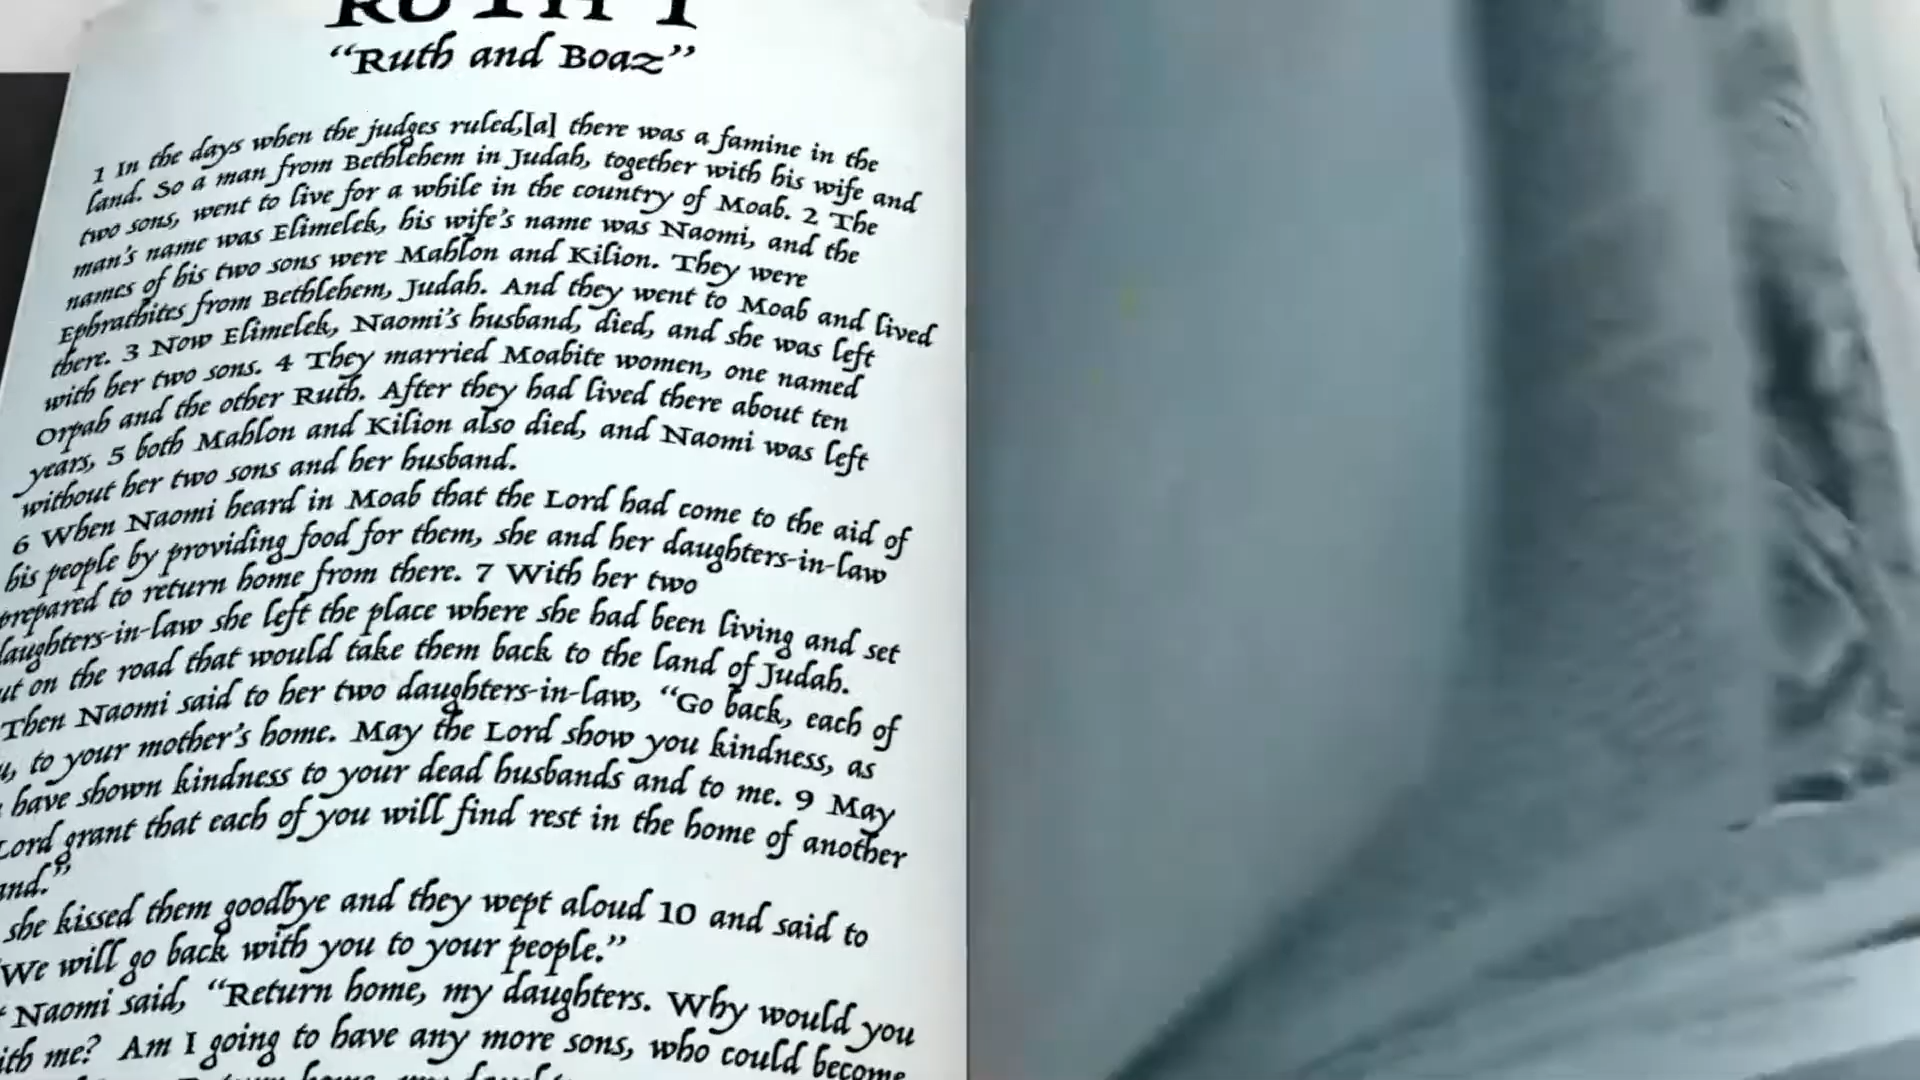 RUTH 1
“Ruth and Boaz”
1 In the days when the judges ruled,[a] there was a famine in the
land. So a man from Bethlehem in Judah, together with his wife and
two sons, went to live for a while in the country of Moab. 2 The
man’s name was Elimelek, his wife’s name was Naomi, and the
names of his two sons were Mahlon and Kilion. They were
Ephrathites from Bethlehem, Judah. And they went to Moab and lived
there. 3 Now Elimelek, Naomi’s husband, died, and she was left
with her two sons. 4 They married Moabite women, one named
Orpah and the other Ruth. After they had lived there about ten
years, 5 both Mahlon and Kilion also died, and Naomi was left
without her two sons and her husband.
6 When Naomi heard in Moab that the Lord had come to the aid of
his people by providing food for them, she and her daughters-in-law
prepared to return home from there. 7 With her two
daughters-in-law she left the place where she had been living and set
ut on the road that would take them back to the land of Judah.
Then Naomi said to her two daughters-in-law, “Go back, each of
u, to your mother’s home. May the Lord show you kindness, as
have shown kindness to your dead husbands and to me. 9 May
Lord grant that each of you will find rest in the home of another
and.”
she kissed them goodbye and they wept aloud 10 and said to
“We will go back with you to your people.”
Naomi said, “Return home, my daughters. Why would you
ith me? Am I going to have any more sons, who could become